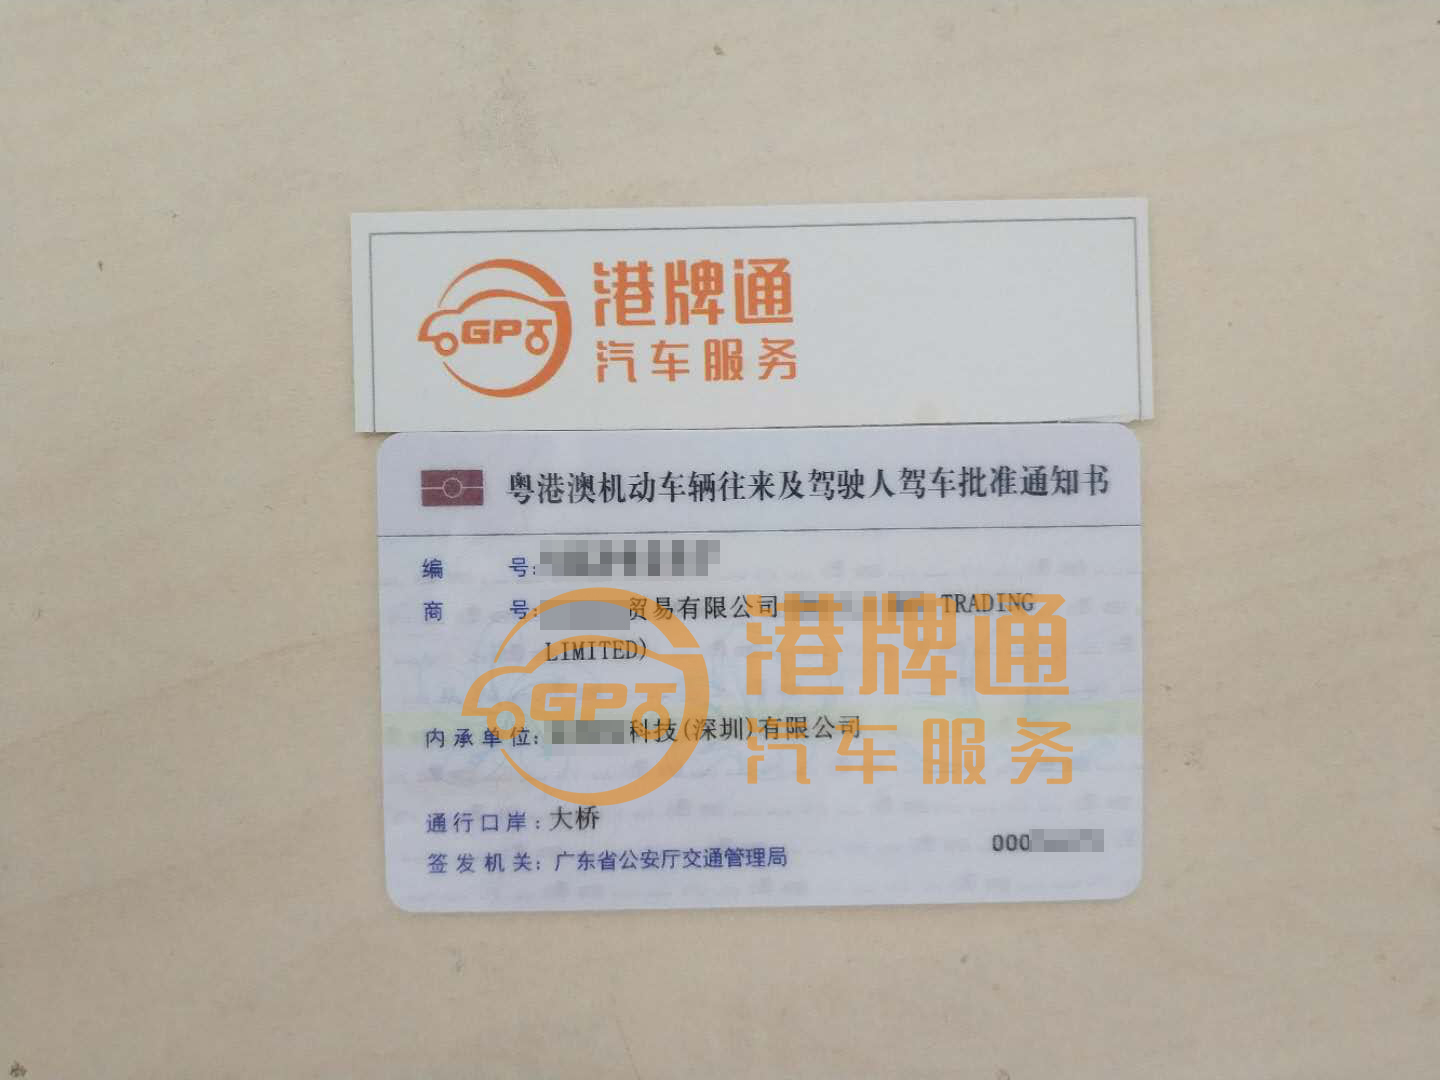 GPT
港牌通
汽车服务
粤港澳机动车辆往来及驾驶人驾车批准通知书
编 号:
商 号: 贸易有限公司 TRADING
LIMITED)
GPT
港牌通
汽车服务
内承单位: 科技(深圳)有限公司
通行口岸: 大桥
000
签发机关: 广东省公安厅交通管理局